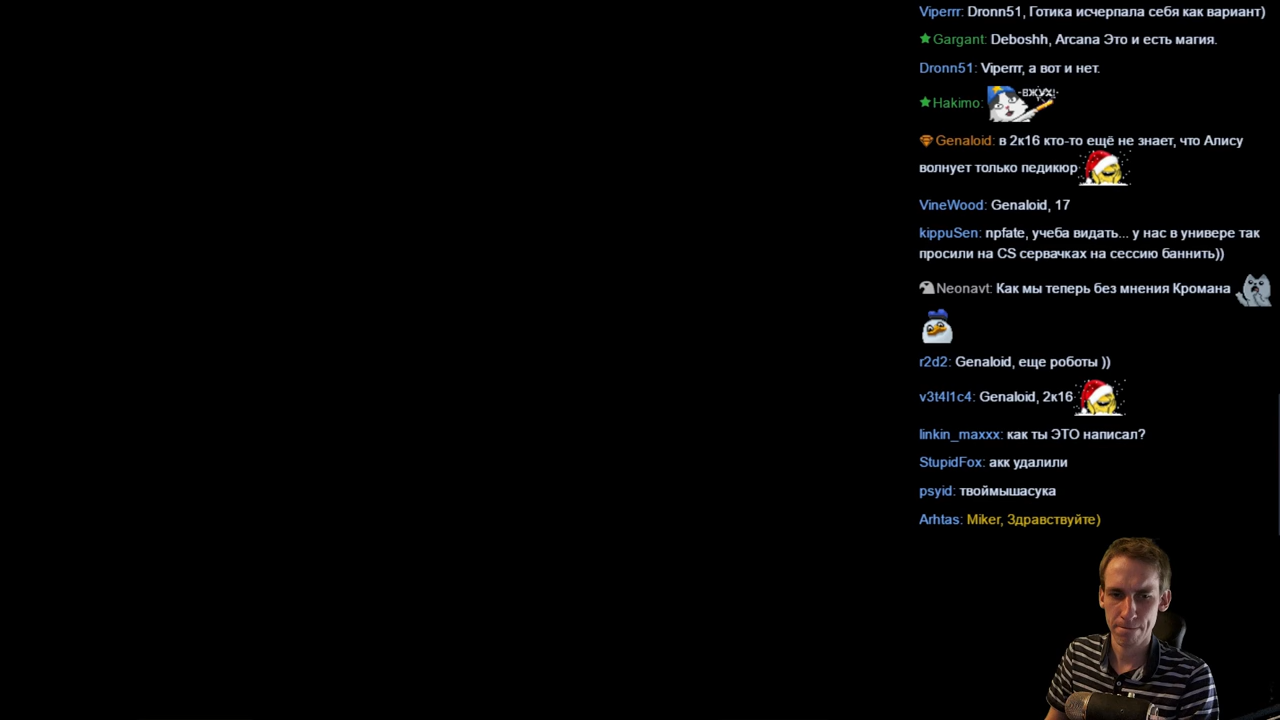 Viperrr: Dronn51, Готика исчерпала себя как вариант)
Gargant: Deboshh, Arcana Это и есть магия.
Dronn51: Viperrr, а вот и нет.
Hakimo: ВЖУХ!
Genaloid: в 2к16 кто-то ещё не знает, что Алису
волнует только педикюр
VineWood: Genaloid, 17
kippuSen: npfate, учеба видать... у нас в универе так
просили на CS сервачках на сессию баннить))
Neonavt: Как мы теперь без мнения Кромана
r2d2: Genaloid, еще роботы ))
v3t4l1c4: Genaloid, 2к16
linkin_maxxx: как ты ЭТО написал?
StupidFox: акк удалили
psyid: твоймышасука
Arhtas: Miker, Здравствуйте)